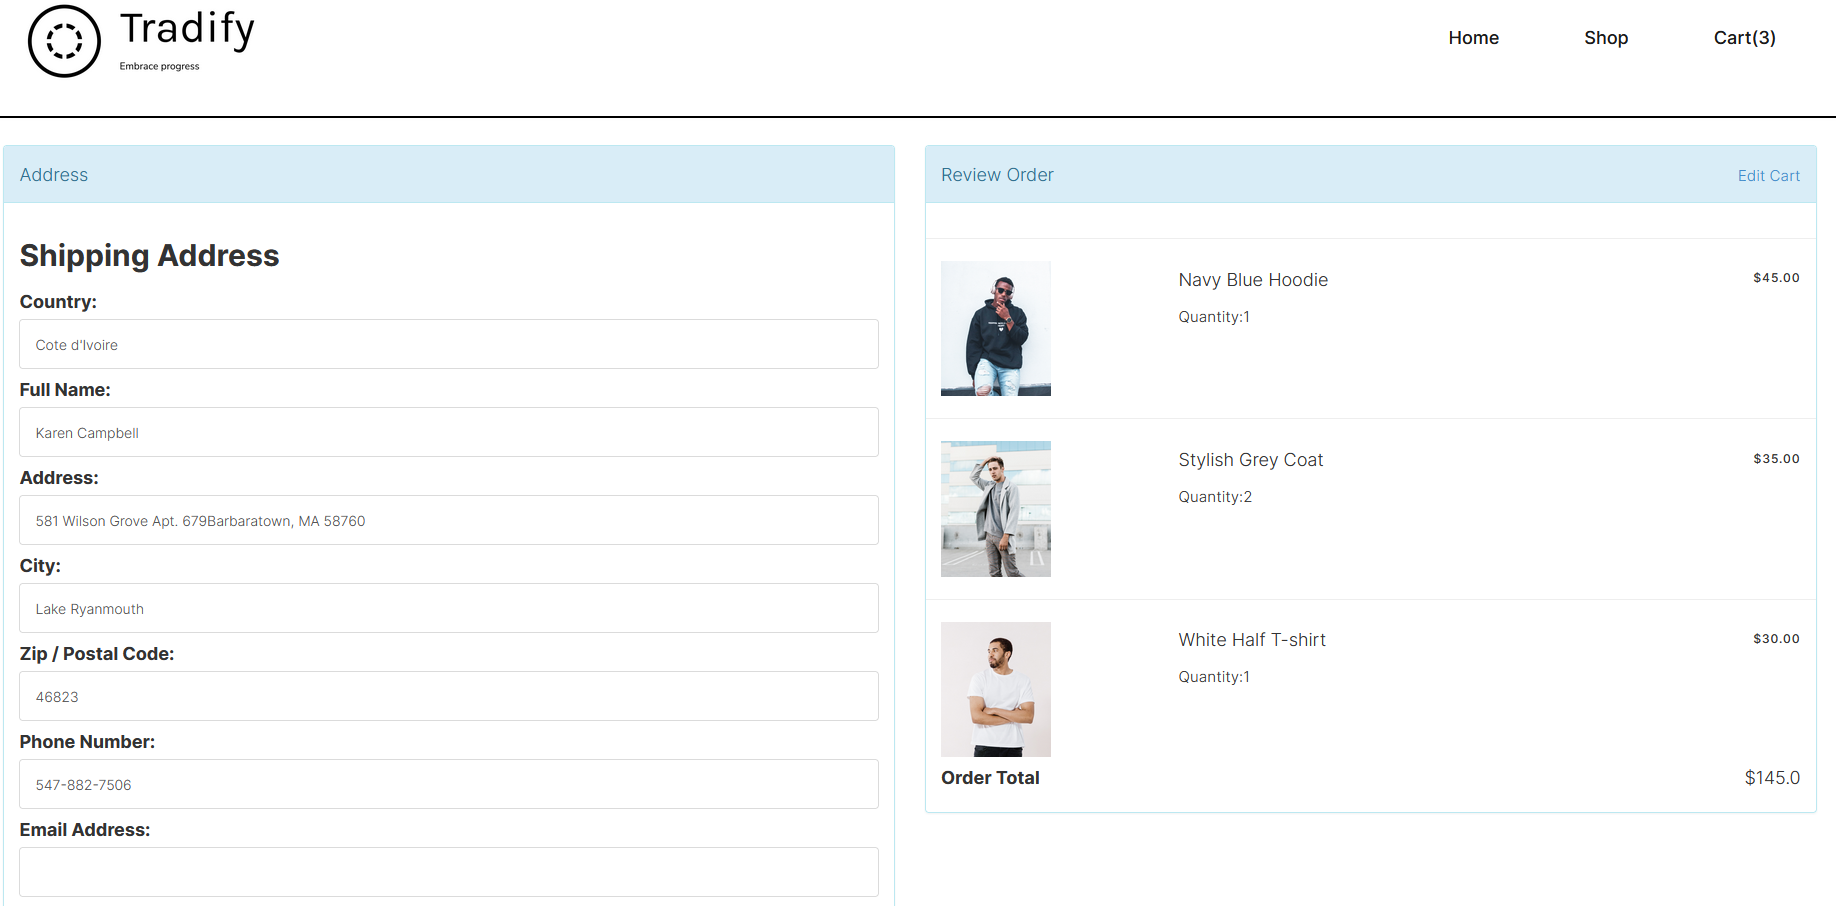 Tradify
Embrace progress
Home
Shop
Cart(3)
Address
Shipping Address
Country:
Cote d'Ivoire
Full Name:
Karen Campbell
Address:
581 Wilson Grove Apt. 679Barbaratown, MA 58760
City:
Lake Ryanmouth
Zip / Postal Code:
46823
Phone Number:
547-882-7506
Email Address:
Review Order
Edit Cart
Navy Blue Hoodie
$45.00
Quantity:1
Stylish Grey Coat
$35.00
Quantity:2
White Half T-shirt
$30.00
Quantity:1
Order Total
$145.0